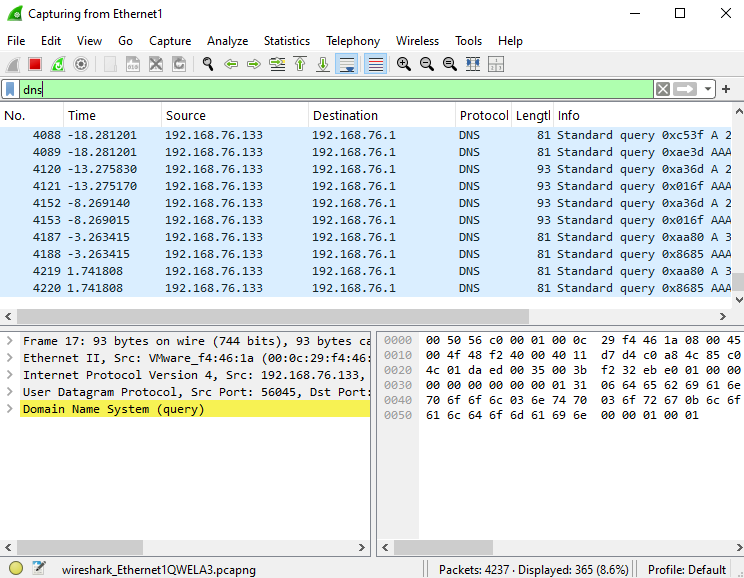 Capturing from Ethernet1
File Edit View Go Capture Analyze Statistics Telephony Wireless Tools Help
dns
No. Time Source Destination Protocol Lengtl Info
4088 -18.281201 192.168.76.133 192.168.76.1 DNS 81 Standard query 0xc53f A 2
4089 -18.281201 192.168.76.133 192.168.76.1 DNS 81 Standard query 0xae3d AAA
4120 -13.275830 192.168.76.133 192.168.76.1 DNS 93 Standard query 0xa36d A 2
4121 -13.275170 192.168.76.133 192.168.76.1 DNS 93 Standard query 0x016f AAA
4152 -8.269140 192.168.76.133 192.168.76.1 DNS 93 Standard query 0xa36d A 2
4153 -8.269015 192.168.76.133 192.168.76.1 DNS 93 Standard query 0x016f AAA
4187 -3.263415 192.168.76.133 192.168.76.1 DNS 81 Standard query 0xaa80 A 3
4188 -3.263415 192.168.76.133 192.168.76.1 DNS 81 Standard query 0x8685 AAA
4219 1.741808 192.168.76.133 192.168.76.1 DNS 81 Standard query 0xaa80 A 3
4220 1.741808 192.168.76.133 192.168.76.1 DNS 81 Standard query 0x8685 AAA
Frame 17: 93 bytes on wire (744 bits), 93 bytes ca
Ethernet II, Src: VMware_f4:46:1a (00:0c:29:f4:46:
Internet Protocol Version 4, Src: 192.168.76.133,
User Datagram Protocol, Src Port: 56045, Dst Port:
Domain Name System (query)
0000 00 50 56 c0 00 01 00 0c 29 f4 46 1a 08 00 45
0010 00 4f 48 f2 40 00 40 11 d7 d4 c0 a8 4c 85 c0
0020 4c 01 da ed 00 35 00 3b f2 32 eb e0 01 00 00
0030 00 00 00 00 00 00 01 31 06 64 65 62 69 61 6e
0040 70 6f 6f 6c 03 6e 74 70 03 6f 72 67 0b 6c 6f
0050 61 6c 64 6f 6d 61 69 6e 00 00 01 00 01
wireshark_Ethernet1QWELA3.pcapng Packets: 4237 · Displayed: 365 (8.6%) Profile: Default